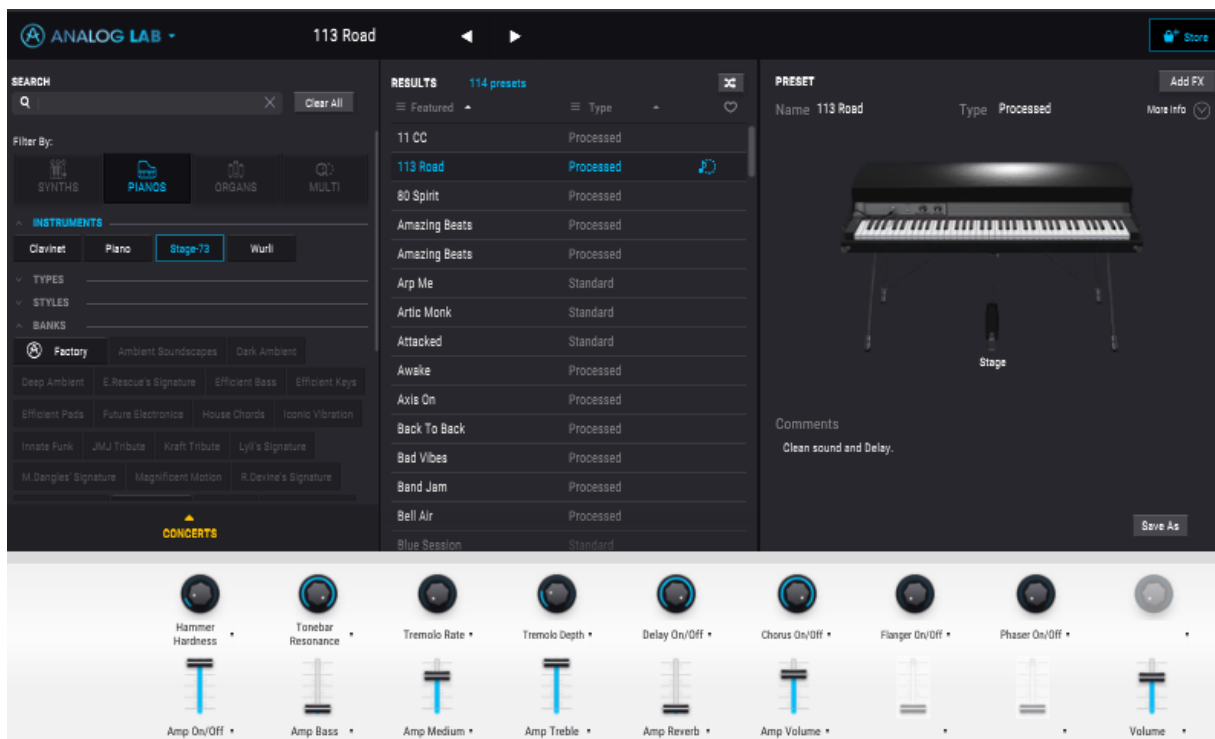 ANALOG LAB
113 Road
Store
SEARCH
Clear All
Filter By:
SYNTHS
PIANOS
ORGANS
MULTI
INSTRUMENTS
Clavinet
Piano
Stage-73
Wurli
TYPES
STYLES
BANKS
Factory
Ambient Soundscapes
Dark Ambient
Deep Ambient
E.Rescue's Signature
Efficient Bass
Efficient Keys
Efficient Pads
Future Electronica
House Chords
Iconic Vibration
Innate Funk
JMJ Tribute
Kraft Tribute
Lyli's Signature
M.Dangles' Signature
Magnificent Motion
R.Devine's Signature
CONCERTS
RESULTS 114 presets
Featured Type
11 CC Processed
113 Road Processed
80 Spirit Processed
Amazing Beats Processed
Amazing Beats Processed
Arp Me Standard
Artic Monk Standard
Attacked Standard
Awake Processed
Axis On Processed
Back To Back Processed
Bad Vibes Processed
Band Jam Processed
Bell Air Processed
Blue Session Standard
PRESET
Add FX
Name 113 Road
Type Processed
More Info
Stage
Comments
Clean sound and Delay.
Save As
Hammer
Hardness
Tonebar
Resonance
Tremolo Rate
Tremolo Depth
Delay On/Off
Chorus On/Off
Flanger On/Off
Phaser On/Off
Amp On/Off
Amp Bass
Amp Medium
Amp Treble
Amp Reverb
Amp Volume
Volume